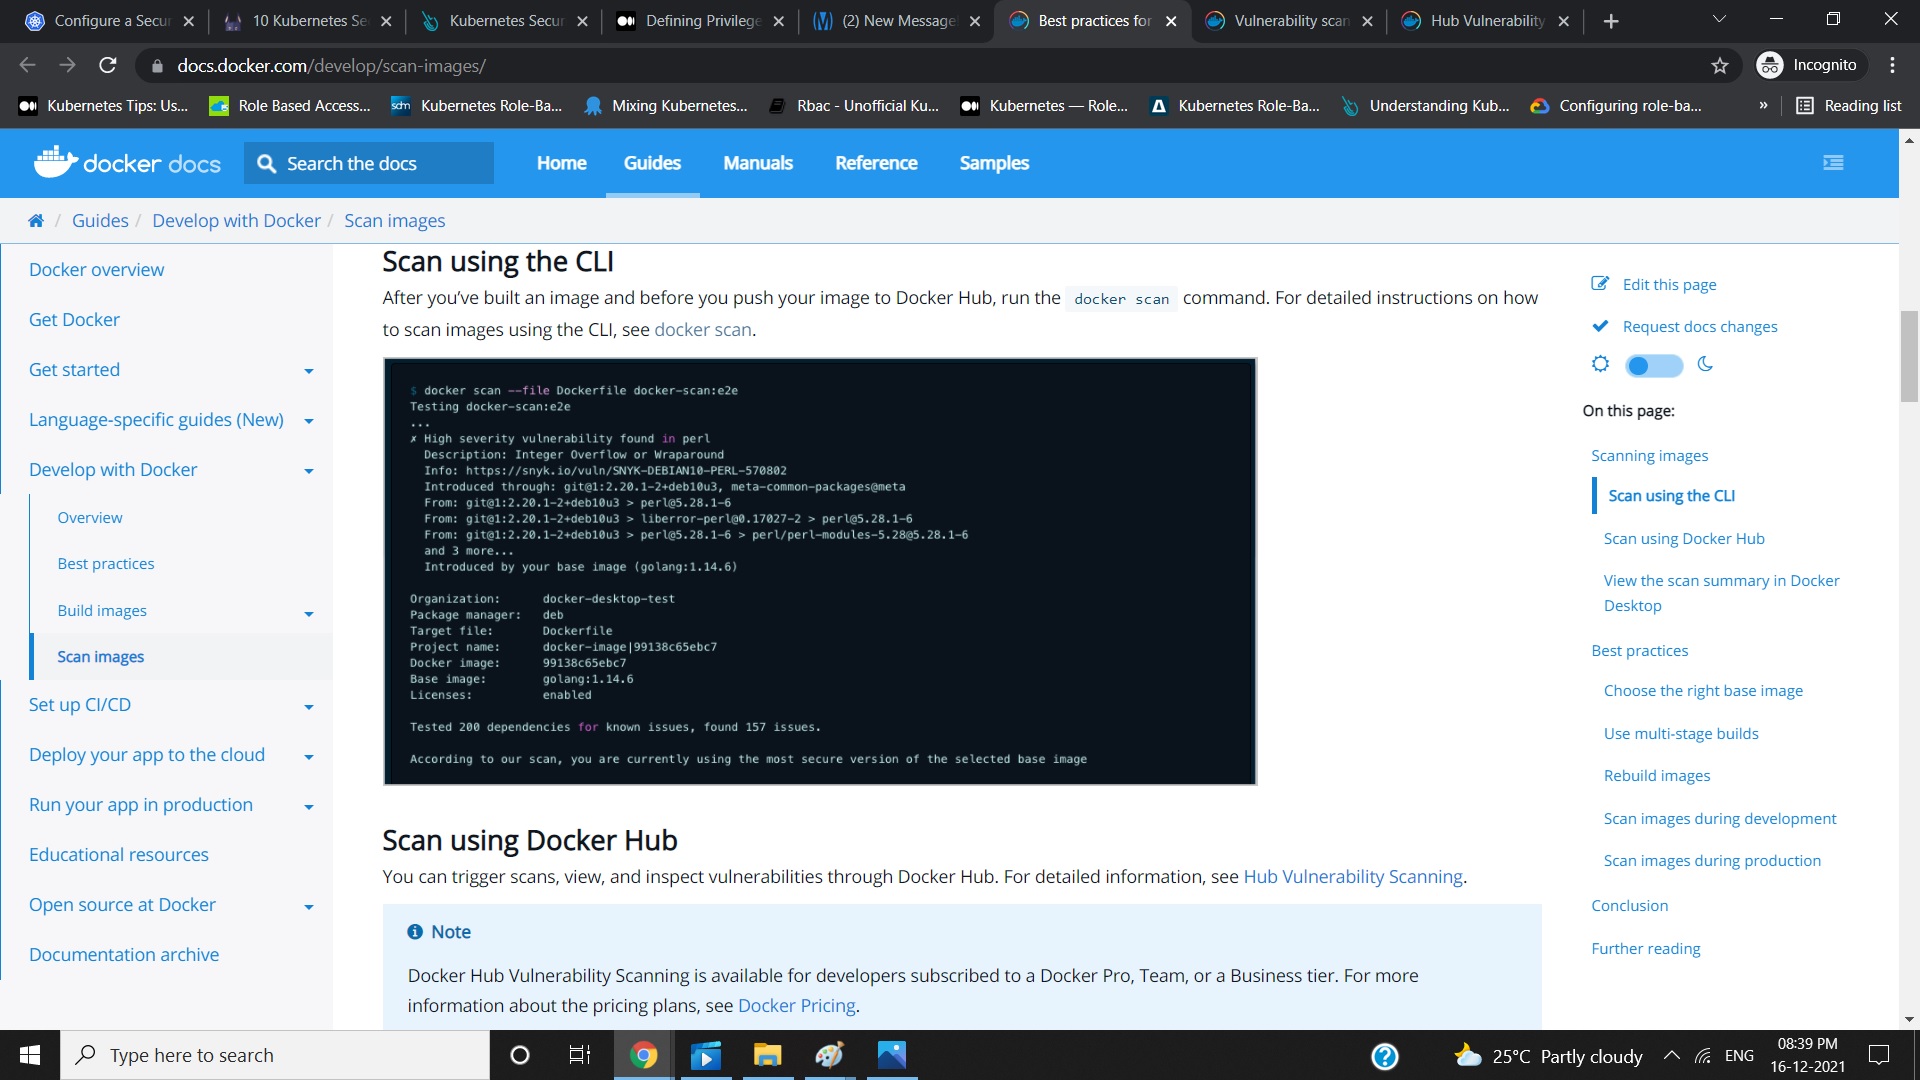 Configure a Secur
10 Kubernetes Se
Kubernetes Secur
Defining Privilege
(2) New Message
Best practices for
Vulnerability scan
Hub Vulnerability
docs.docker.com/develop/scan-images/
Incognito
Kubernetes Tips: Us...
Role Based Access...
sdm
Kubernetes Role-Ba...
Mixing Kubernetes...
Rbac - Unofficial Ku...
Kubernetes — Role...
Kubernetes Role-Ba...
Understanding Kub...
Configuring role-ba...
»
Reading list
docker docs
Search the docs
Home
Guides
Manuals
Reference
Samples
/ Guides / Develop with Docker / Scan images
Docker overview
Get Docker
Get started
Language-specific guides (New)
Develop with Docker
Overview
Best practices
Build images
Scan images
Set up CI/CD
Deploy your app to the cloud
Run your app in production
Educational resources
Open source at Docker
Documentation archive
Scan using the CLI
After you’ve built an image and before you push your image to Docker Hub, run the docker scan command. For detailed instructions on how
to scan images using the CLI, see docker scan.
$ docker scan --file Dockerfile docker-scan:e2e
Testing docker-scan:e2e
...
✗ High severity vulnerability found in perl
Description: Integer Overflow or Wraparound
Info: https://snyk.io/vuln/SNYK-DEBIAN10-PERL-570802
Introduced through: git@1:2.20.1-2+deb10u3, meta-common-packages@meta
From: git@1:2.20.1-2+deb10u3 > perl@5.28.1-6
From: git@1:2.20.1-2+deb10u3 > liberror-perl@0.17027-2 > perl@5.28.1-6
From: git@1:2.20.1-2+deb10u3 > perl@5.28.1-6 > perl/perl-modules-5.28@5.28.1-6
and 3 more...
Introduced by your base image (golang:1.14.6)
Organization: docker-desktop-test
Package manager: deb
Target file: Dockerfile
Project name: docker-image|99138c65ebc7
Docker image: 99138c65ebc7
Base image: golang:1.14.6
Licenses: enabled
Tested 200 dependencies for known issues, found 157 issues.
According to our scan, you are currently using the most secure version of the selected base image
Scan using Docker Hub
You can trigger scans, view, and inspect vulnerabilities through Docker Hub. For detailed information, see Hub Vulnerability Scanning.
Note
Docker Hub Vulnerability Scanning is available for developers subscribed to a Docker Pro, Team, or a Business tier. For more
information about the pricing plans, see Docker Pricing.
Edit this page
Request docs changes
On this page:
Scanning images
Scan using the CLI
Scan using Docker Hub
View the scan summary in Docker
Desktop
Best practices
Choose the right base image
Use multi-stage builds
Rebuild images
Scan images during development
Scan images during production
Conclusion
Further reading
Type here to search
25°C Partly cloudy
ENG
08:39 PM
16-12-2021